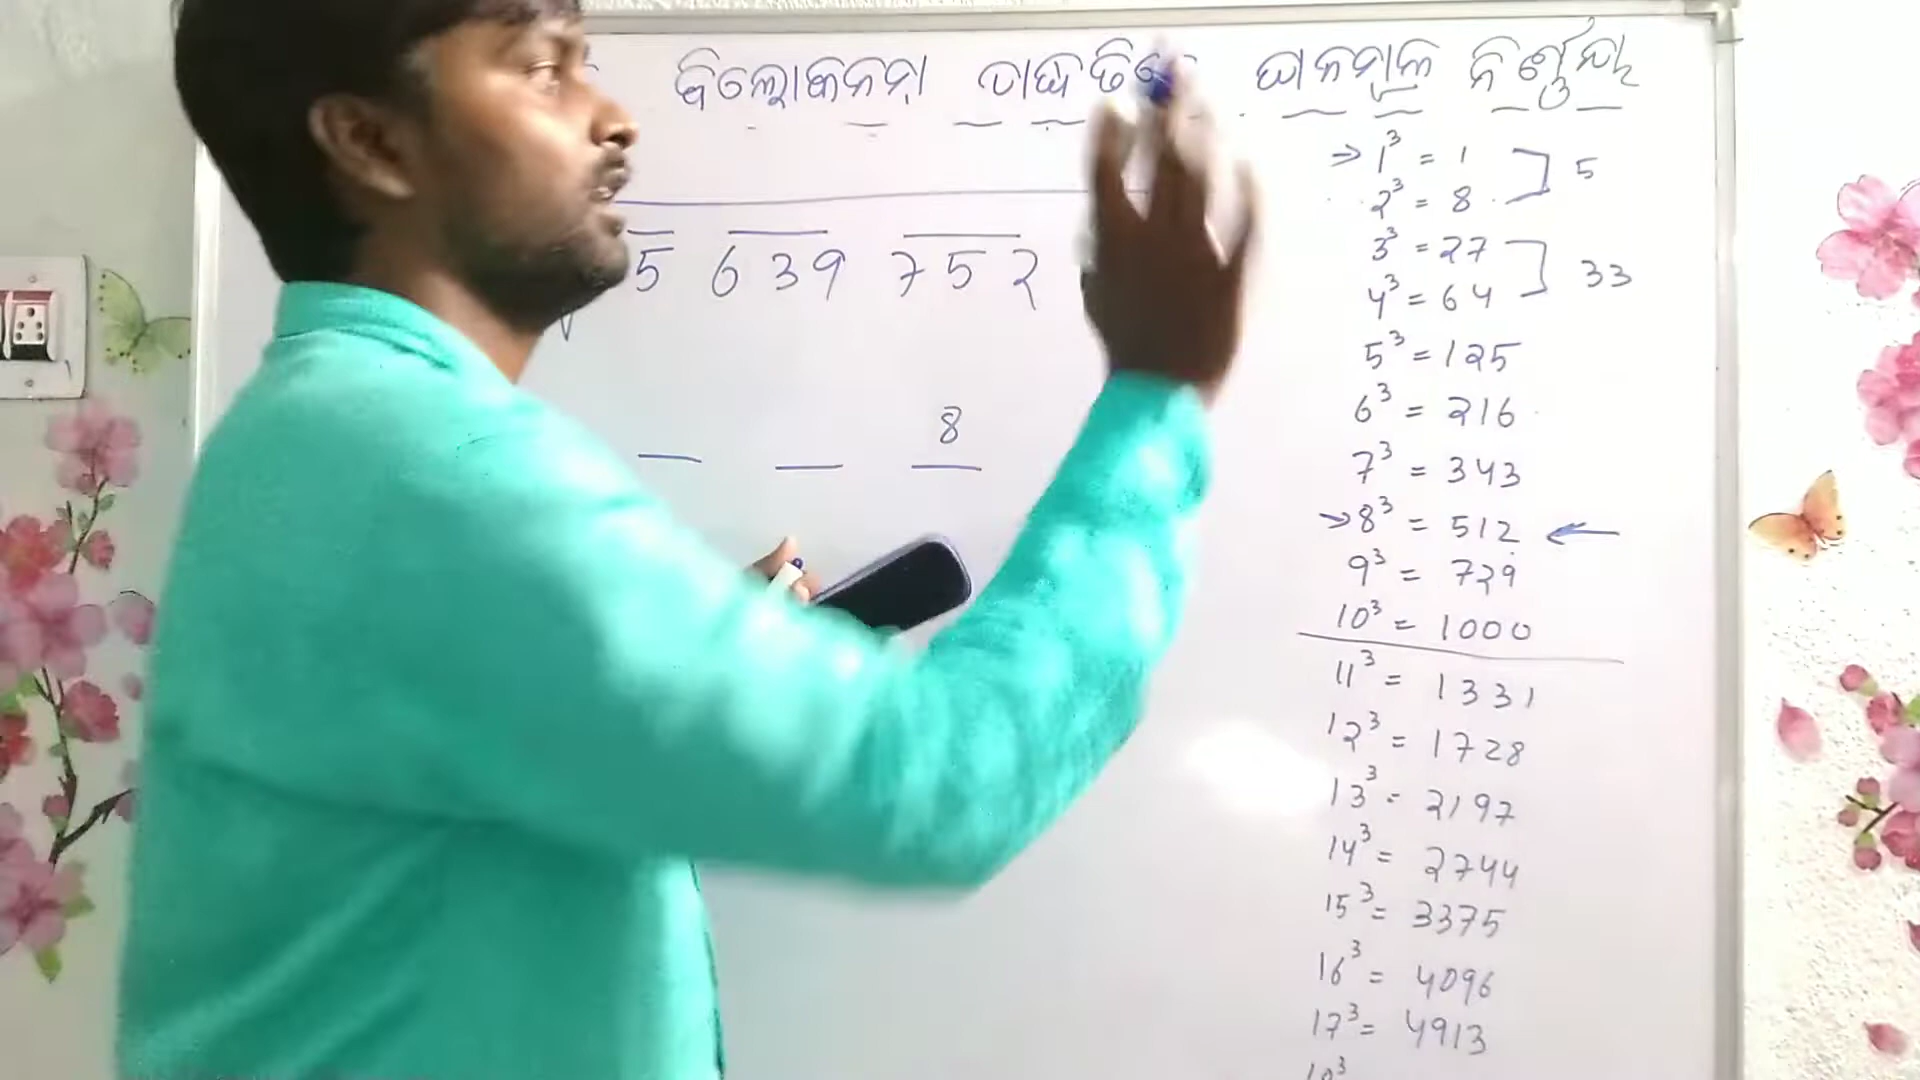 ବିଲୋକନମ୍ ପଦ୍ଧତିରେ ଘନମୂଳ ନିର୍ଣ୍ଣୟ
5 639 752
8
1³ = 1
2³ = 8
5
3³ = 27
4³ = 64
33
5³ = 125
6³ = 216
7³ = 343
→ 8³ = 512 ←
9³ = 729
10³ = 1000
11³ = 1331
12³ = 1728
13³ = 2197
14³ = 2744
15³ = 3375
16³ = 4096
17³ = 4913